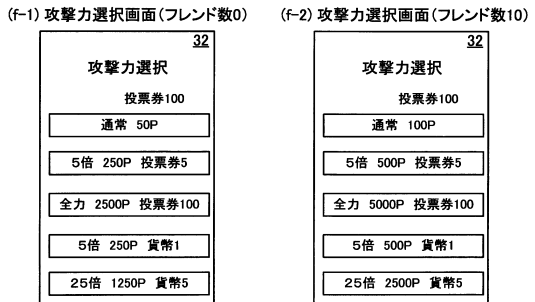 (f-1) 攻撃力選択画面(フレンド数0)
32
攻撃力選択
投票券100
通常 50P
5倍 250P 投票券5
全力 2500P 投票券100
5倍 250P 貨幣1
25倍 1250P 貨幣5
(f-2) 攻撃力選択画面(フレンド数10)
32
攻撃力選択
投票券100
通常 100P
5倍 500P 投票券5
全力 5000P 投票券100
5倍 500P 貨幣1
25倍 2500P 貨幣5